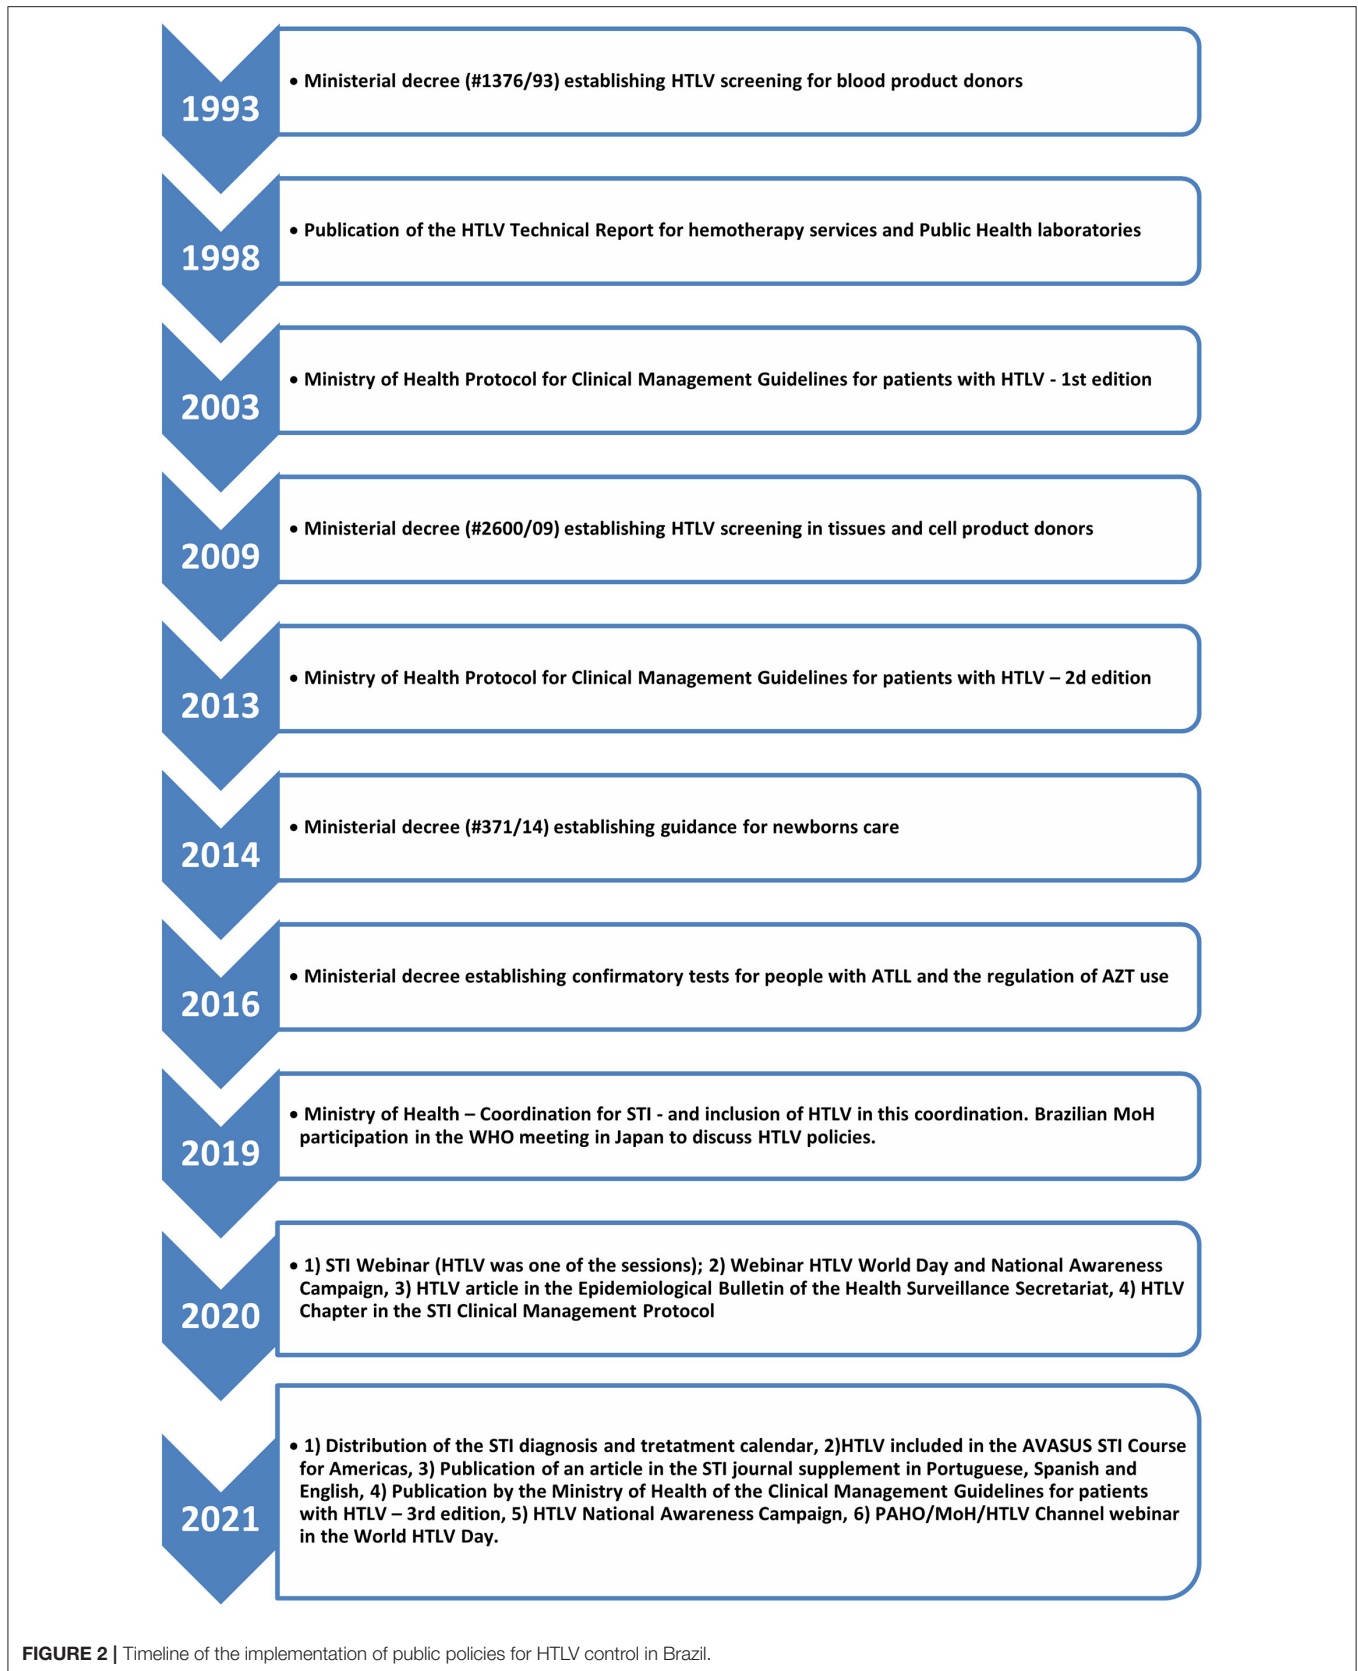 1993
• Ministerial decree (#1376/93) establishing HTLV screening for blood product donors
1998
• Publication of the HTLV Technical Report for hemotherapy services and Public Health laboratories
2003
• Ministry of Health Protocol for Clinical Management Guidelines for patients with HTLV - 1st edition
2009
• Ministerial decree (#2600/09) establishing HTLV screening in tissues and cell product donors
2013
• Ministry of Health Protocol for Clinical Management Guidelines for patients with HTLV – 2d edition
2014
• Ministerial decree (#371/14) establishing guidance for newborns care
2016
• Ministerial decree establishing confirmatory tests for people with ATLL and the regulation of AZT use
2019
• Ministry of Health – Coordination for STI - and inclusion of HTLV in this coordination. Brazilian MoH
participation in the WHO meeting in Japan to discuss HTLV policies.
2020
• 1) STI Webinar (HTLV was one of the sessions); 2) Webinar HTLV World Day and National Awareness
Campaign, 3) HTLV article in the Epidemiological Bulletin of the Health Surveillance Secretariat, 4) HTLV
Chapter in the STI Clinical Management Protocol
2021
• 1) Distribution of the STI diagnosis and tretatment calendar, 2)HTLV included in the AVASUS STI Course
for Americas, 3) Publication of an article in the STI journal supplement in Portuguese, Spanish and
English, 4) Publication by the Ministry of Health of the Clinical Management Guidelines for patients
with HTLV – 3rd edition, 5) HTLV National Awareness Campaign, 6) PAHO/MoH/HTLV Channel webinar
in the World HTLV Day.
FIGURE 2 | Timeline of the implementation of public policies for HTLV control in Brazil.